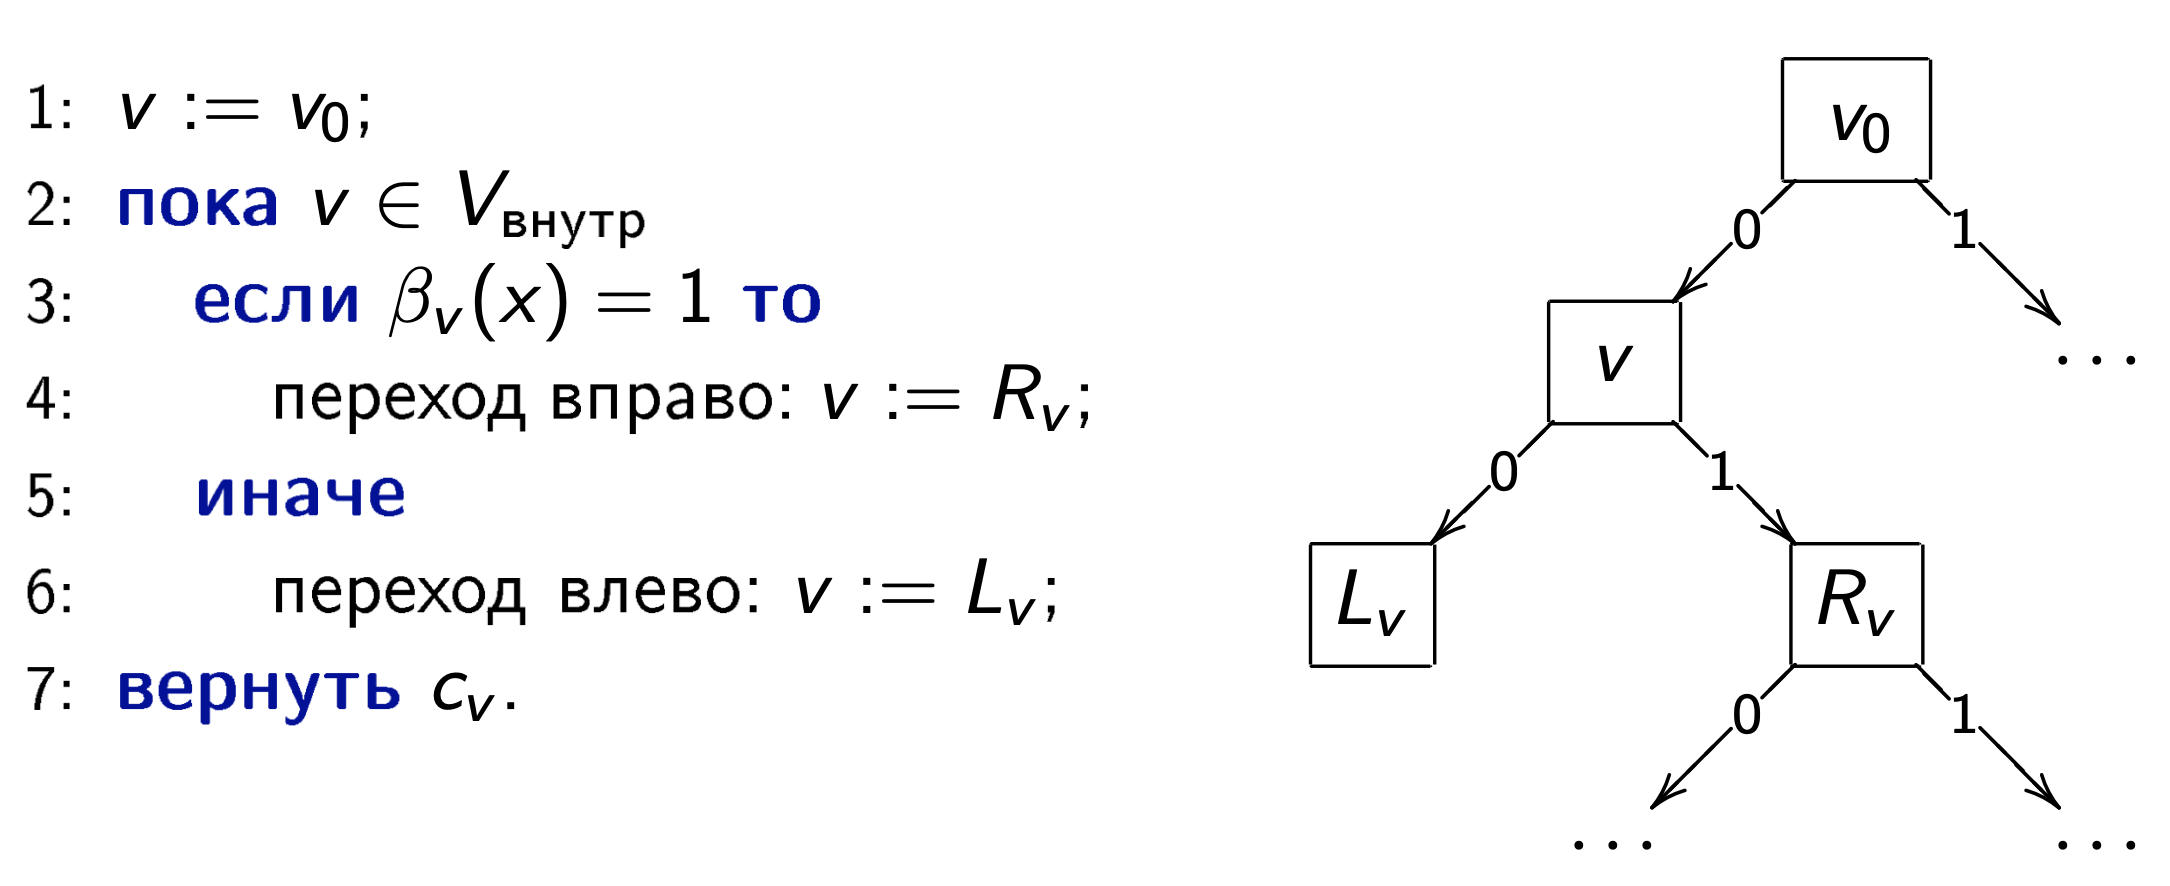 1: v := v₀;
2: пока v ∈ Vвнутр
3: если βᵥ(x) = 1 то
4: переход вправо: v := Rᵥ;
5: иначе
6: переход влево: v := Lᵥ;
7: вернуть cᵥ.
v₀
0 1
v ...
0 1
Lᵥ Rᵥ
0 1
... ...